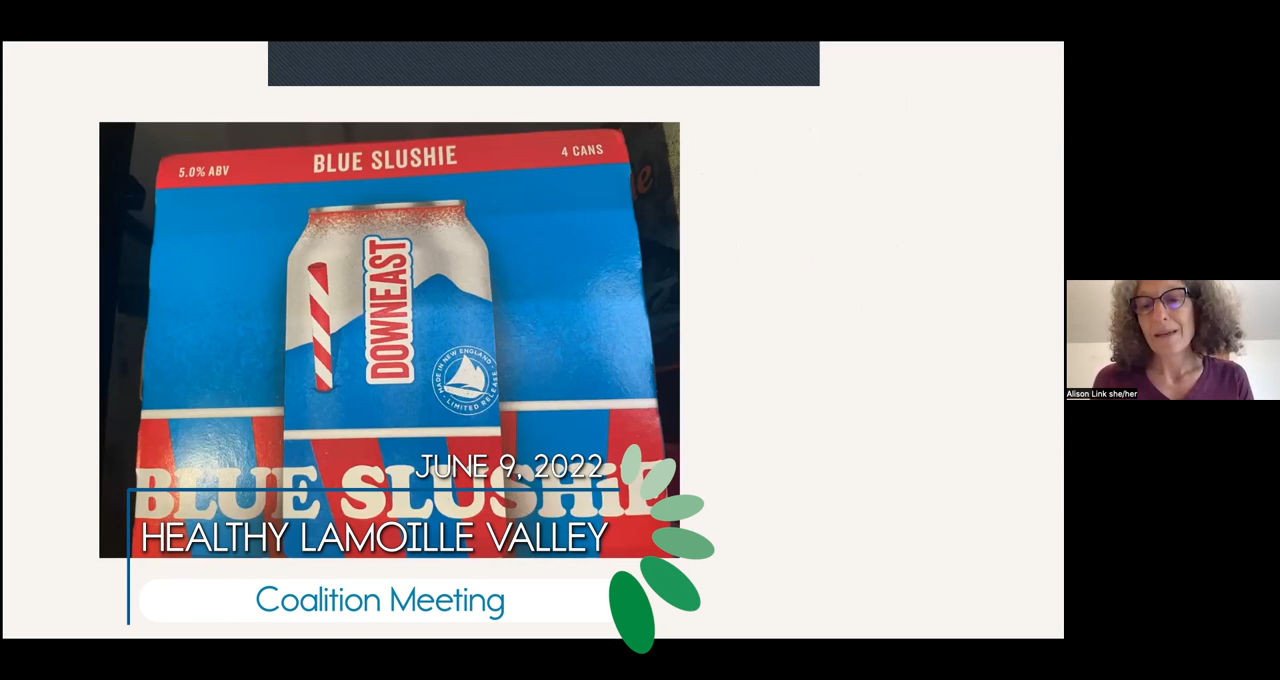 5.0% ABV
BLUE SLUSHIE
4 CANS
DOWNEAST
MADE IN NEW ENGLAND
LIMITED RELEASE
BLUE SLUSHiE
JUNE 9, 2022
HEALTHY LAMOILLE VALLEY
Coalition Meeting
Alison Link she/her